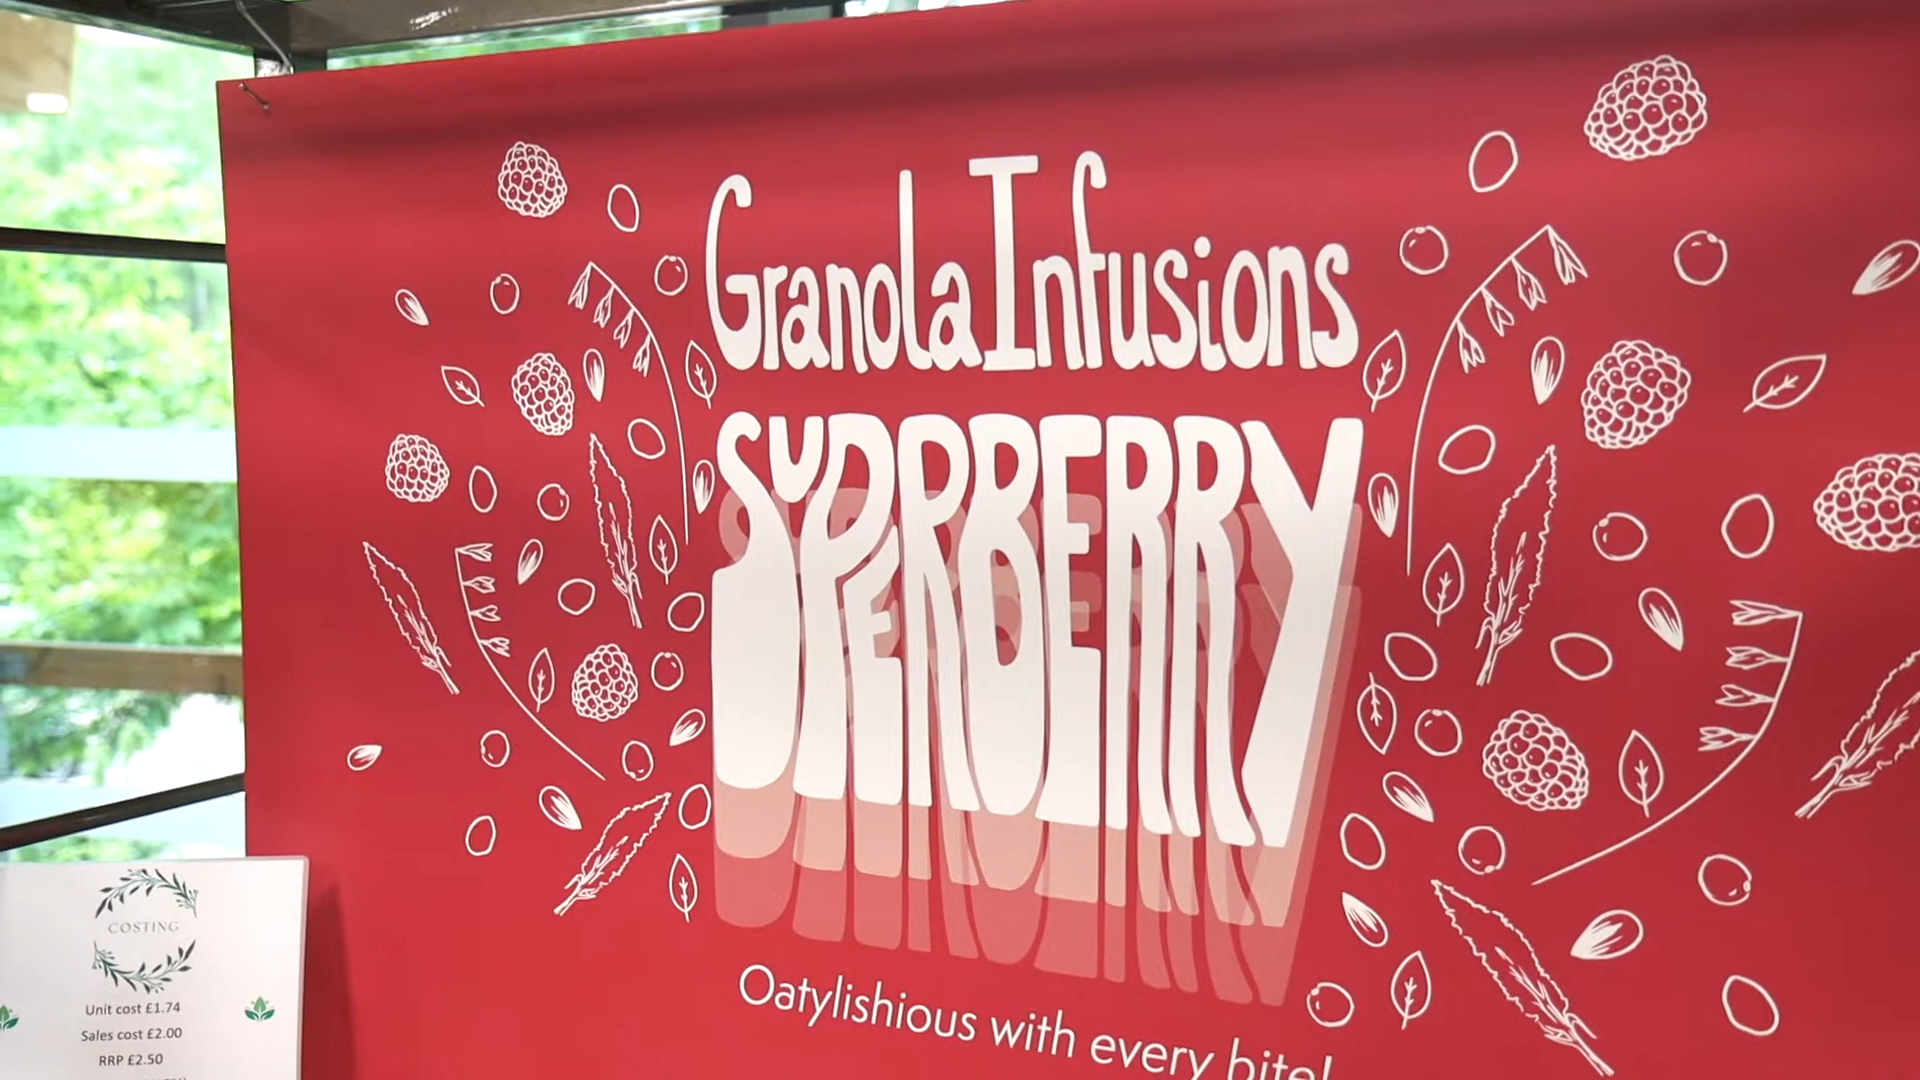 Granola Infusions
SUPERBERRY
Oatylishious with every bite!
COSTING
Unit cost £1.74
Sales cost £2.00
RRP £2.50